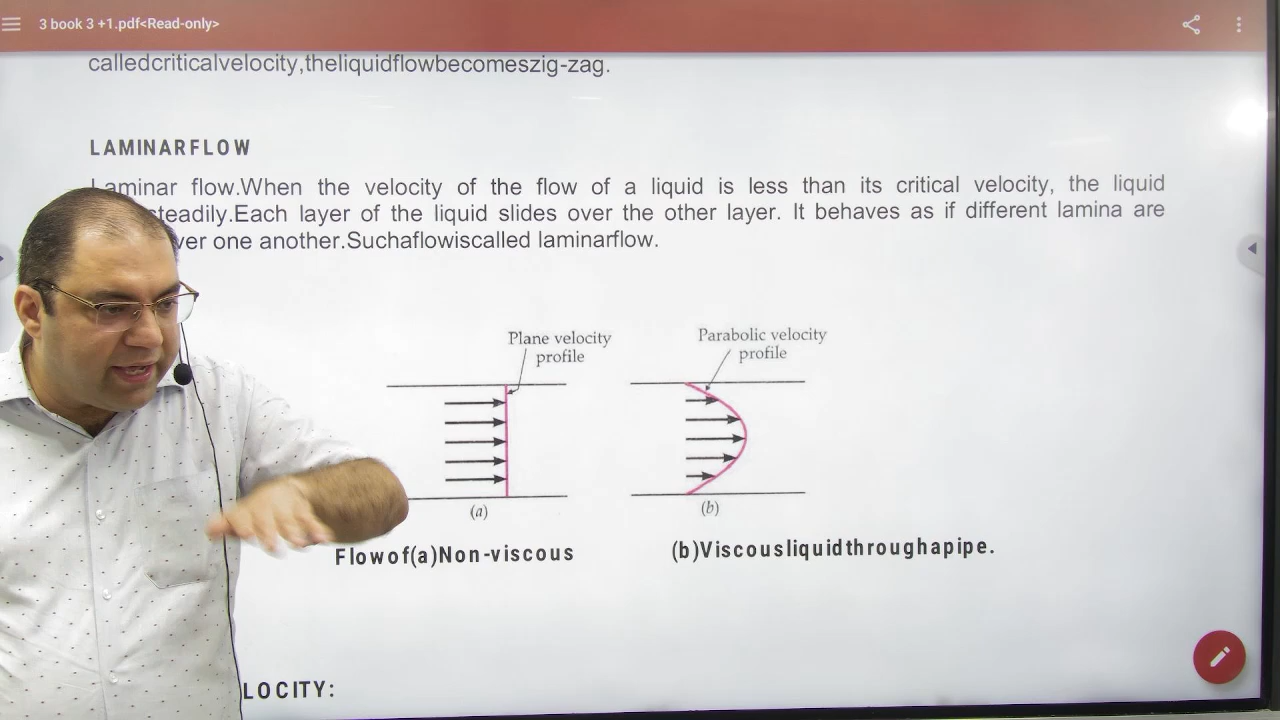 3 book 3 +1.pdf<Read-only>
calledcriticalvelocity,theliquidflowbecomeszig-zag.
LAMINARFLOW
Laminar flow.When the velocity of the flow of a liquid is less than its critical velocity, the liquid
steadily.Each layer of the liquid slides over the other layer. It behaves as if different lamina are
one another.Suchaflowiscalled laminarflow.
Plane velocity
profile
Parabolic velocity
profile
(a)
(b)
Flowof(a)Non-viscous
(b)Viscousliquidthroughapipe.
LOCITY: